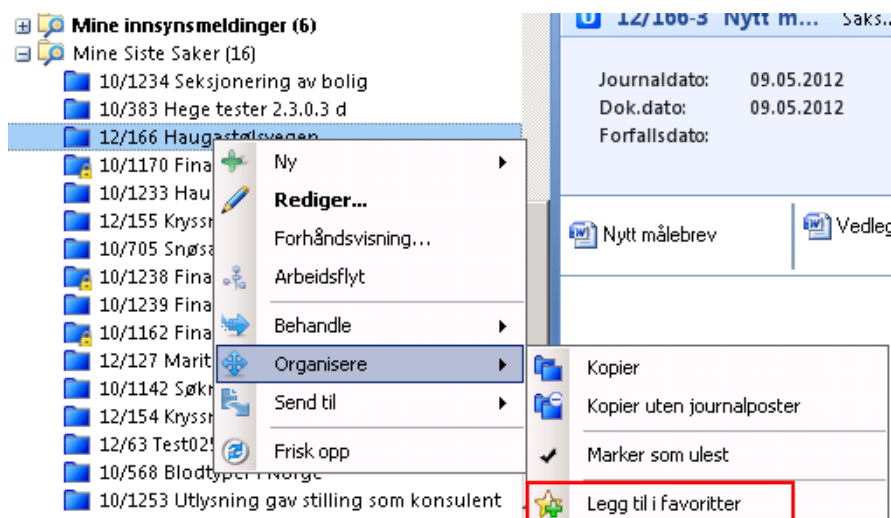 Mine innsynsmeldinger (6)
Mine Siste Saker (16)
10/1234 Seksjonering av bolig
10/383 Hege tester 2.3.0.3 d
12/166 Haugastølsvegen
10/1170 Fina
10/1233 Hau
12/155 Kryssn
10/705 Snøsa
10/1238 Fina
10/1239 Fina
10/1162 Fina
12/127 Marit
10/1142 Søkn
12/154 Kryssn
12/63 Test025
10/568 Blodtyper i Norge
10/1253 Utlysning gav stilling som konsulent
Ny
Rediger...
Forhåndsvisning...
Arbeidsflyt
Behandle
Organisere
Send til
Frisk opp
Kopier
Kopier uten journalposter
Marker som ulest
Legg til i favoritter
U 12/166-3 Nytt m... Saks..
Journaldato: 09.05.2012
Dok.dato: 09.05.2012
Forfallsdato:
Nytt målebrev
Vedleg